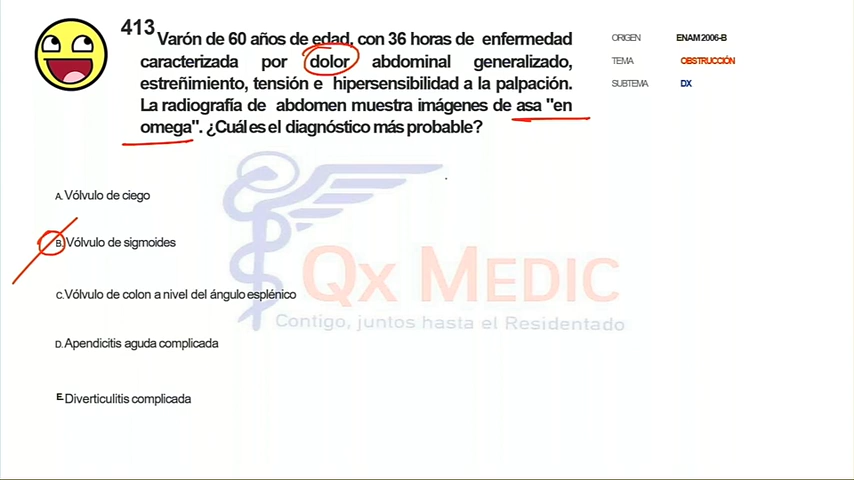 413 Varón de 60 años de edad, con 36 horas de enfermedad
caracterizada por dolor abdominal generalizado,
estreñimiento, tensión e hipersensibilidad a la palpación.
La radiografía de abdomen muestra imágenes de asa "en
omega". ¿Cuál es el diagnóstico más probable?
ORIGEN ENAM 2006-B
TEMA OBSTRUCCIÓN
SUBTEMA DX
A. Vólvulo de ciego
B. Vólvulo de sigmoides
C. Vólvulo de colon a nivel del ángulo esplénico
D. Apendicitis aguda complicada
E. Diverticulitis complicada
Qx MEDIC
Contigo, juntos hasta el Residentado